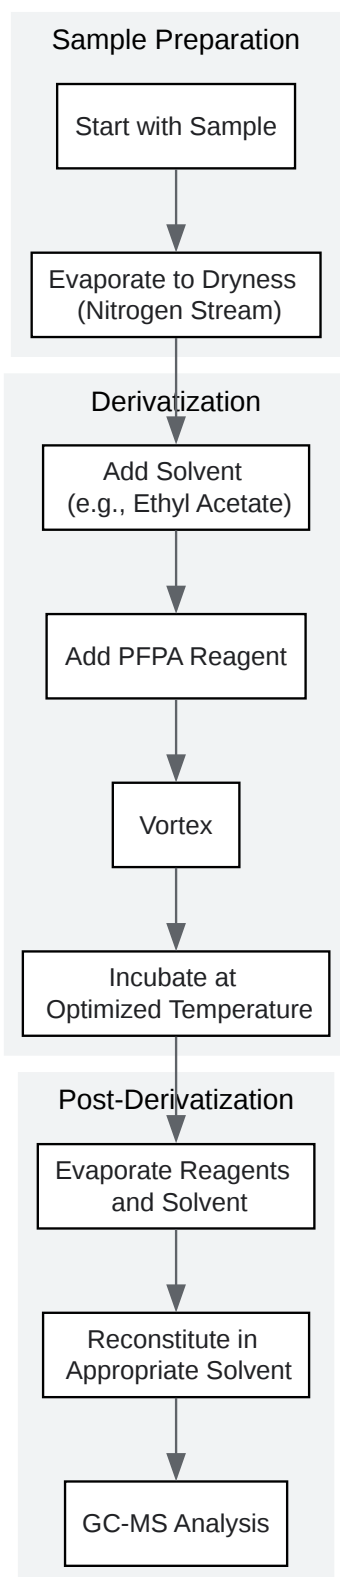 Sample Preparation
Start with Sample
Evaporate to Dryness
(Nitrogen Stream)
Derivatization
Add Solvent
(e.g., Ethyl Acetate)
Add PFPA Reagent
Vortex
Incubate at
Optimized Temperature
Post-Derivatization
Evaporate Reagents
and Solvent
Reconstitute in
Appropriate Solvent
GC-MS Analysis